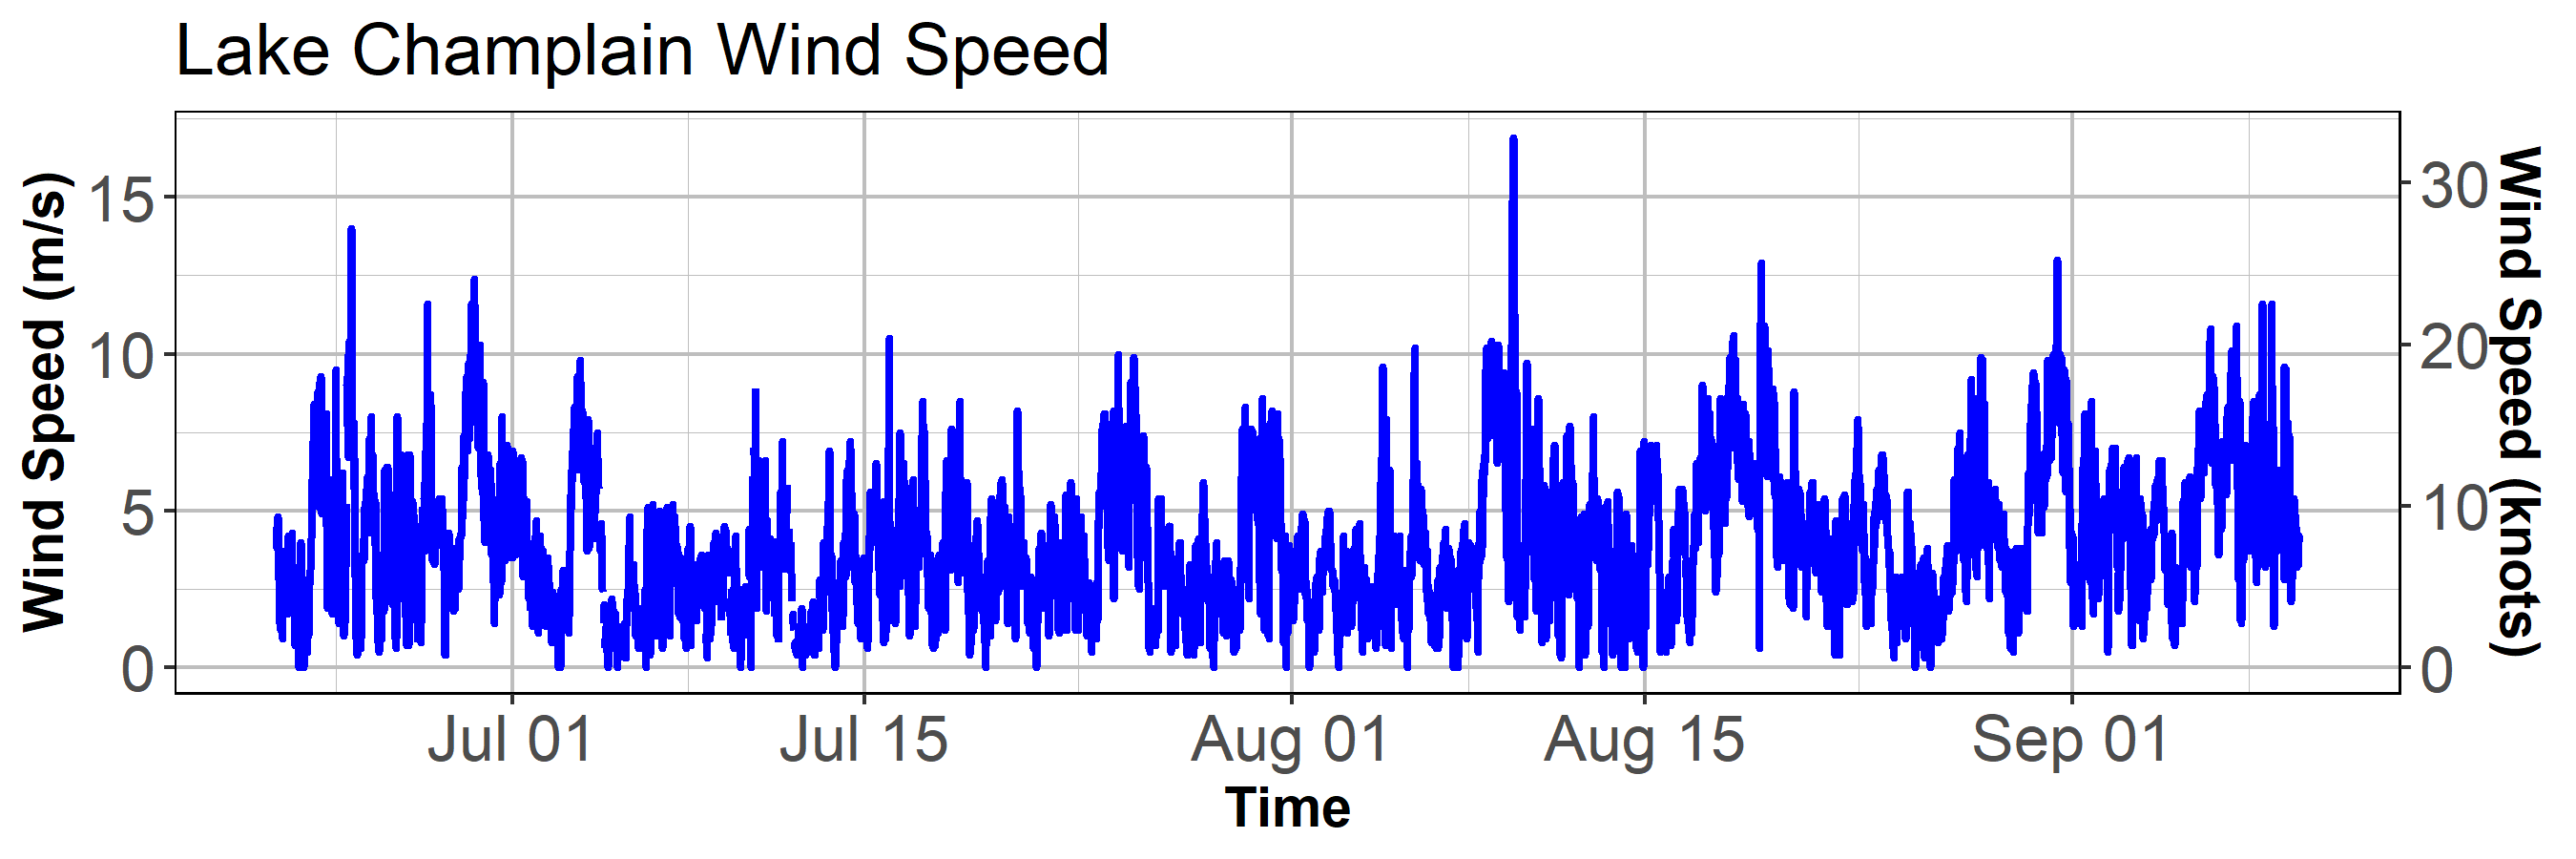 Lake Champlain Wind Speed
Wind Speed (m/s)
15
10
5
0
30
20
10
0
Wind Speed (knots)
Jul 01
Jul 15
Aug 01
Aug 15
Sep 01
Time